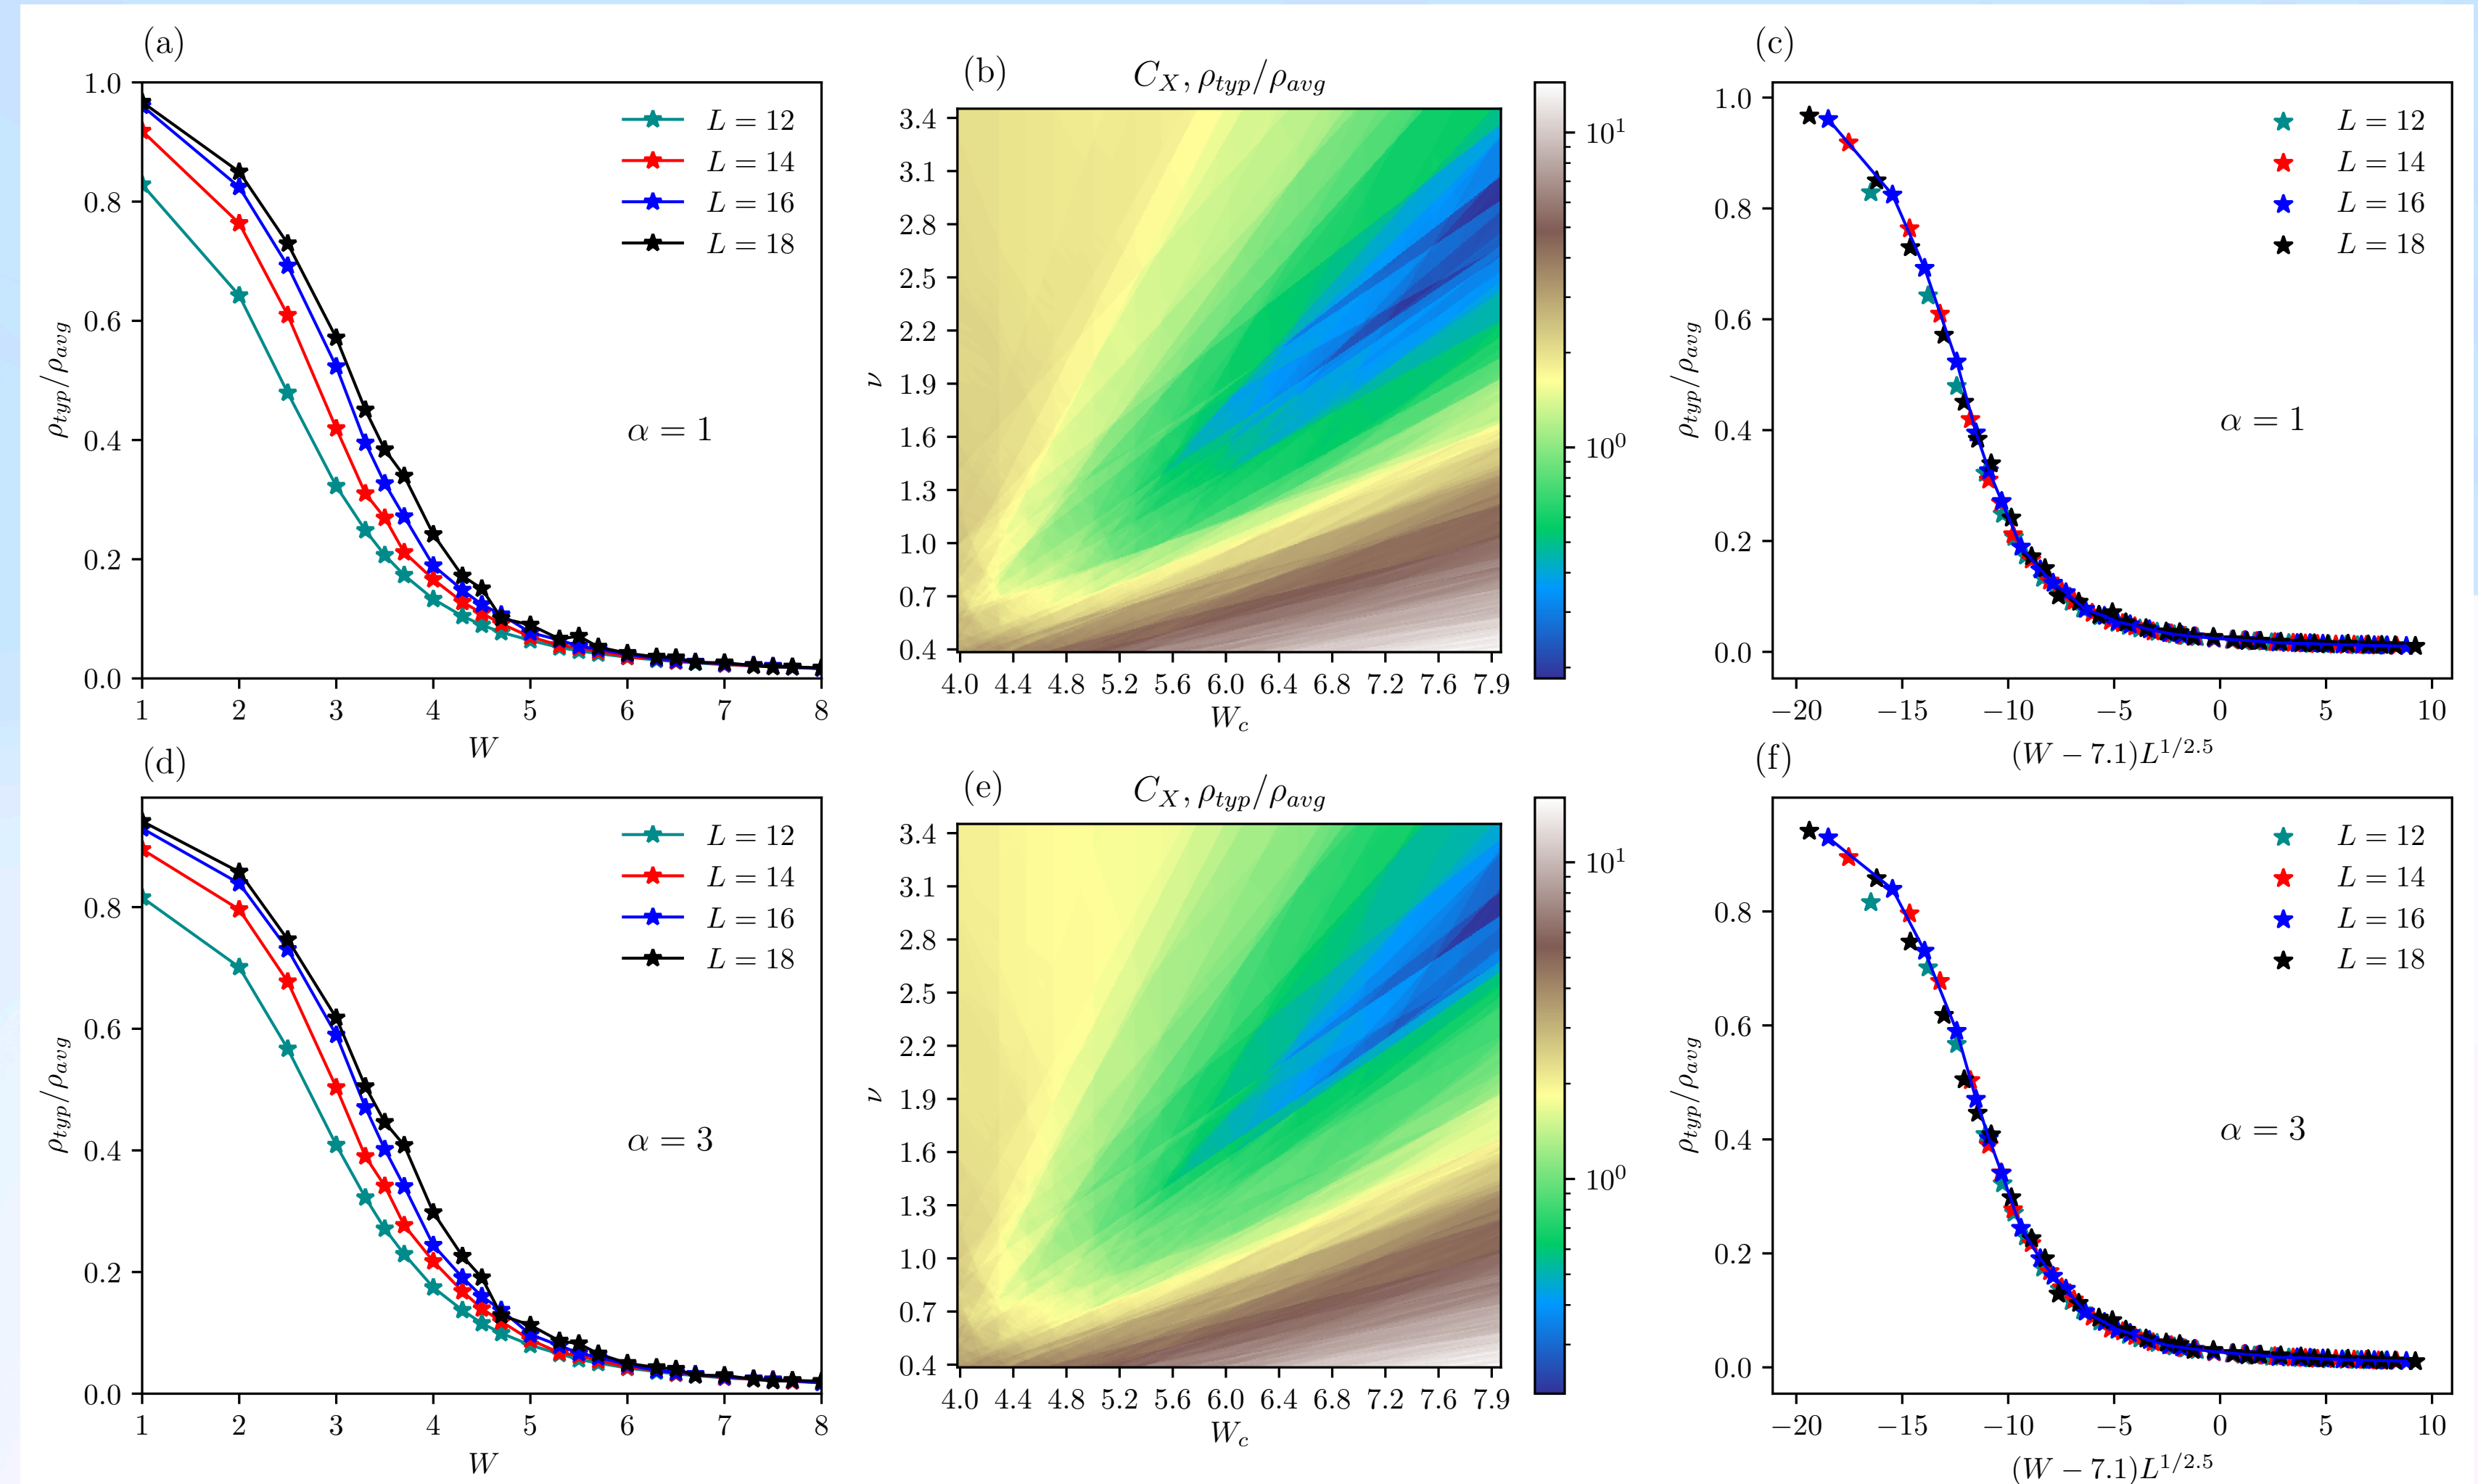 (a)
1.0
0.8
0.6
0.4
0.2
0.0
ρtyp/ρavg
1 2 3 4 5 6 7 8
W
L = 12
L = 14
L = 16
L = 18
α = 1
(b)
C_X, ρtyp/ρavg
3.4
3.1
2.8
2.5
2.2
1.9
1.6
1.3
1.0
0.7
0.4
ν
4.0 4.4 4.8 5.2 5.6 6.0 6.4 6.8 7.2 7.6 7.9
W_c
10^1
10^0
(c)
1.0
0.8
0.6
0.4
0.2
0.0
ρtyp/ρavg
−20 −15 −10 −5 0 5 10
(W − 7.1)L^{1/2.5}
L = 12
L = 14
L = 16
L = 18
α = 1
(d)
0.8
0.6
0.4
0.2
0.0
ρtyp/ρavg
1 2 3 4 5 6 7 8
W
L = 12
L = 14
L = 16
L = 18
α = 3
(e)
C_X, ρtyp/ρavg
3.4
3.1
2.8
2.5
2.2
1.9
1.6
1.3
1.0
0.7
0.4
ν
4.0 4.4 4.8 5.2 5.6 6.0 6.4 6.8 7.2 7.6 7.9
W_c
10^1
10^0
(f)
0.8
0.6
0.4
0.2
0.0
ρtyp/ρavg
−20 −15 −10 −5 0 5 10
(W − 7.1)L^{1/2.5}
L = 12
L = 14
L = 16
L = 18
α = 3